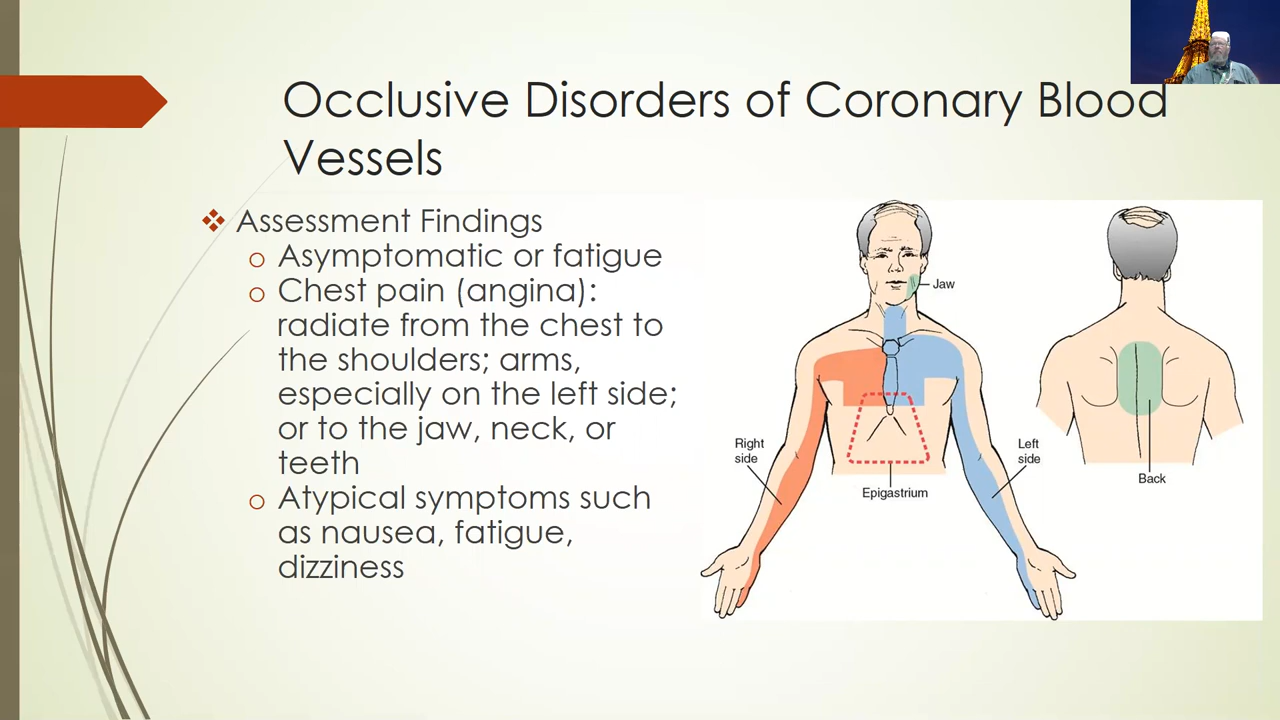 Occlusive Disorders of Coronary Blood
Vessels
Assessment Findings
Asymptomatic or fatigue
Chest pain (angina):
radiate from the chest to
the shoulders; arms,
especially on the left side;
or to the jaw, neck, or
teeth
Atypical symptoms such
as nausea, fatigue,
dizziness
Jaw
Right
side
Left
side
Epigastrium
Back